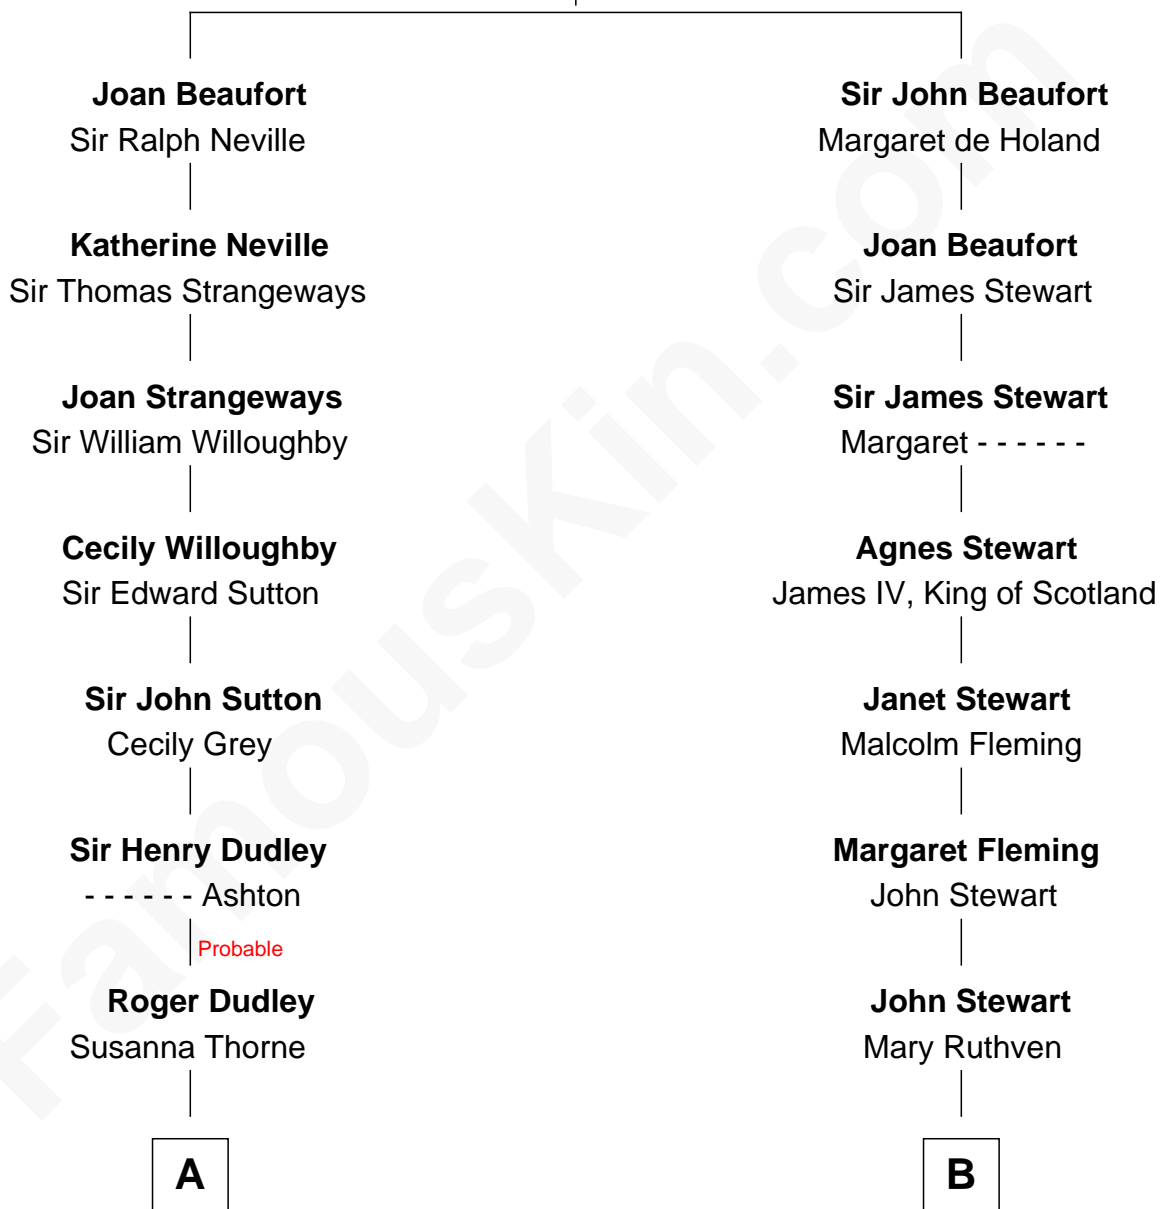 Joan Beaufort
Sir Ralph Neville
Katherine Neville
Sir Thomas Strangeways
Joan Strangeways
Sir William Willoughby
Cecily Willoughby
Sir Edward Sutton
Sir John Sutton
Cecily Grey
Sir Henry Dudley
- - - - - - Ashton
Probable
Roger Dudley
Susanna Thorne
A
Sir John Beaufort
Margaret de Holand
Joan Beaufort
Sir James Stewart
Sir James Stewart
Margaret - - - - - -
Agnes Stewart
James IV, King of Scotland
Janet Stewart
Malcolm Fleming
Margaret Fleming
John Stewart
John Stewart
Mary Ruthven
B
FamousKin.com